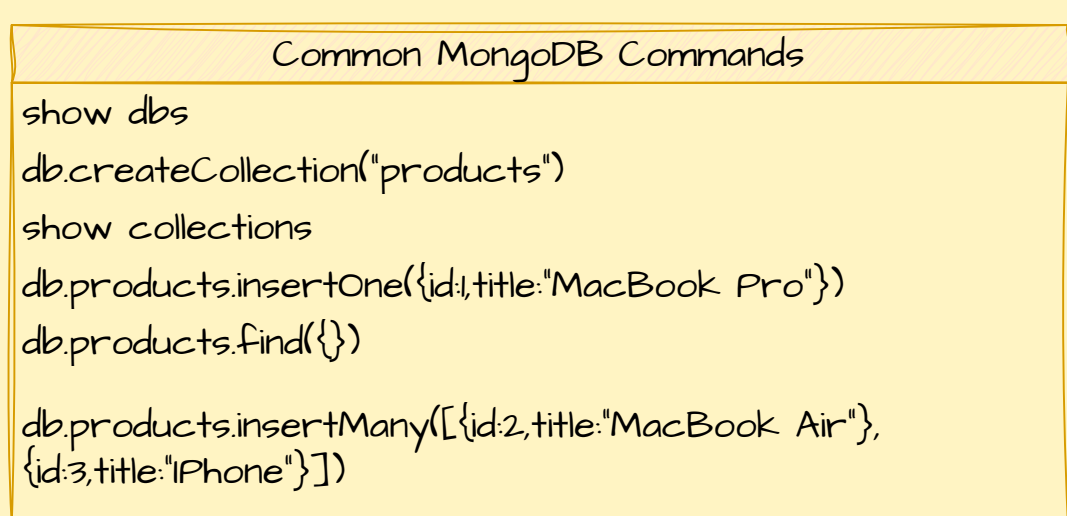 Common MongoDB Commands
show dbs
db.createCollection("products")
show collections
db.products.insertOne({id:1,title:"MacBook Pro"})
db.products.find({})
db.products.insertMany([{id:2,title:"MacBook Air"},
{id:3,title:"IPhone"}])